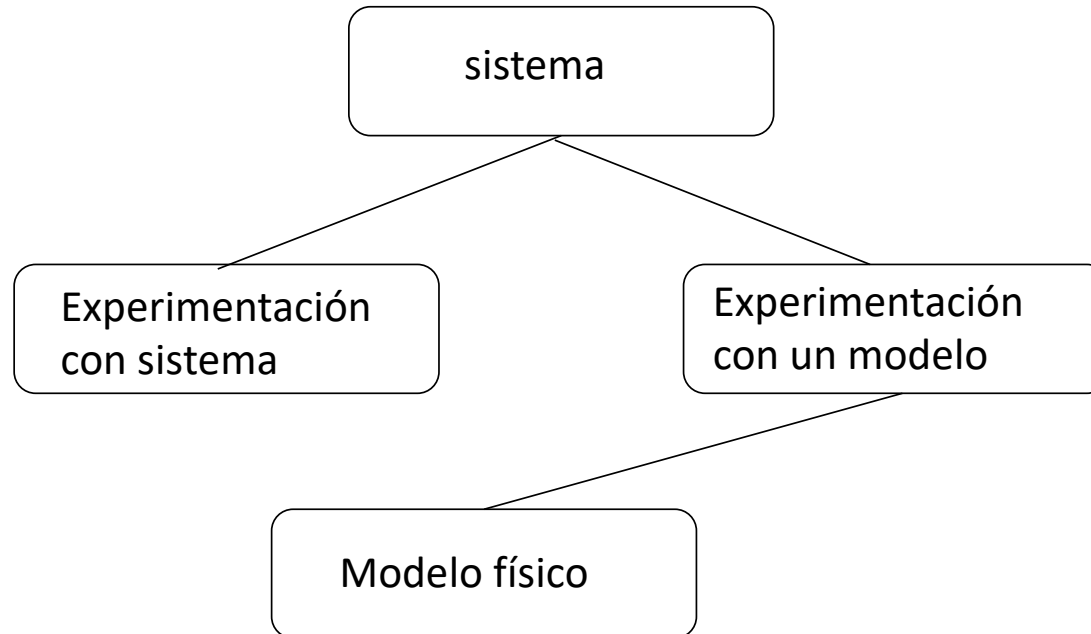 sistema
Experimentación
con sistema
Experimentación
con un modelo
Modelo físico